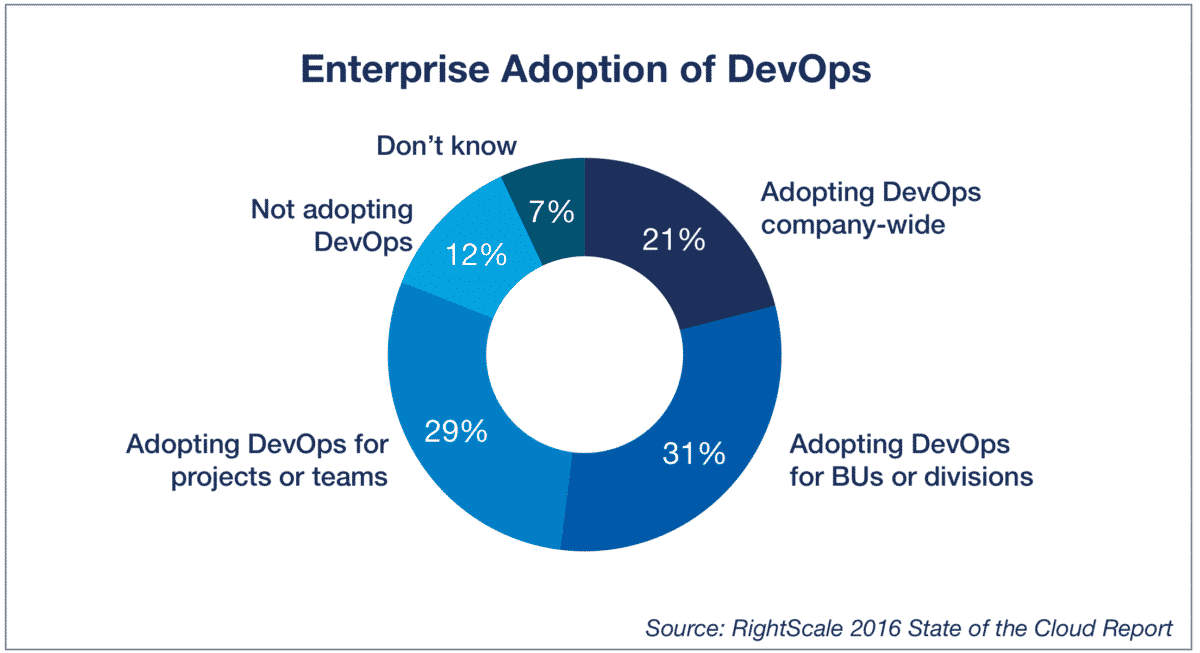 Enterprise Adoption of DevOps
Don’t know
7%
Adopting DevOps
company-wide
21%
Not adopting
DevOps
12%
Adopting DevOps for
projects or teams
29%
Adopting DevOps
for BUs or divisions
31%
Source: RightScale 2016 State of the Cloud Report